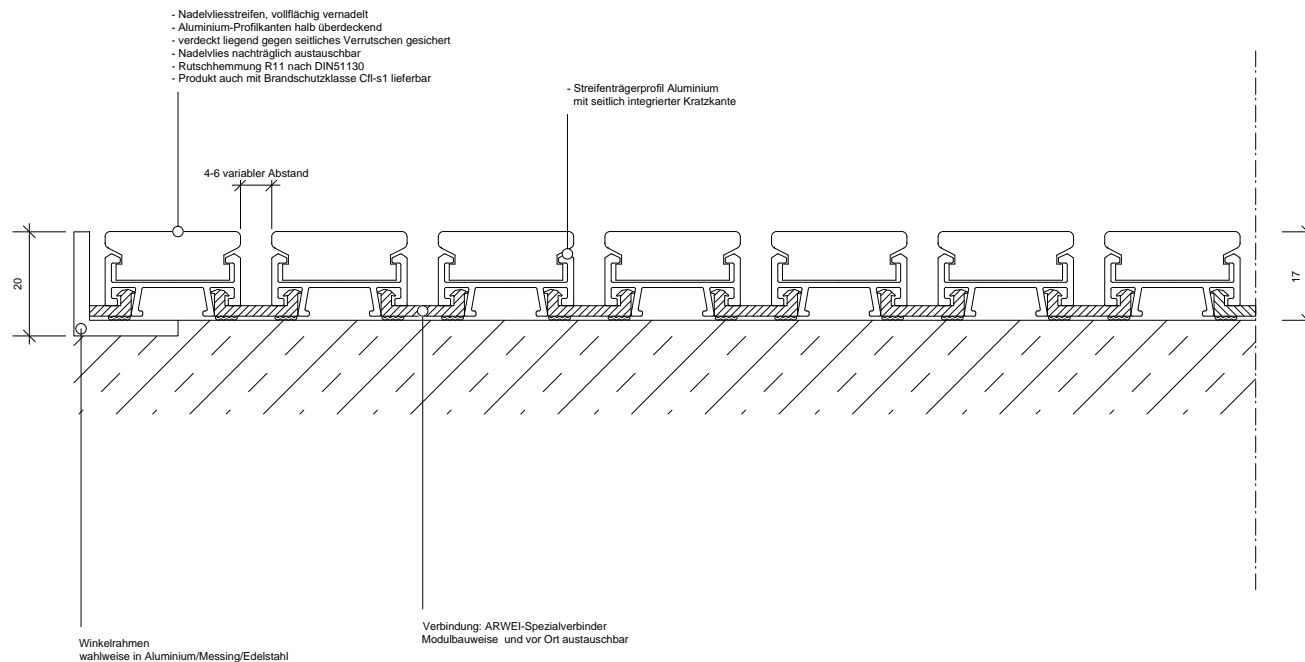 - Nadelvliesstreifen, vollflächig vernadelt
- Aluminium-Profilkanten halb überdeckend
- verdeckt liegend gegen seitliches Verrutschen gesichert
- Nadelvlies nachträglich austauschbar
- Rutschhemmung R11 nach DIN51130
- Produkt auch mit Brandschutzklasse Cfl-s1 lieferbar
- Streifenträgerprofil Aluminium
mit seitlich integrierter Kratzkante
4-6 variabler Abstand
20
17
Verbindung: ARWEI-Spezialverbinder
Modulbauweise und vor Ort austauschbar
Winkelrahmen
wahlweise in Aluminium/Messing/Edelstahl